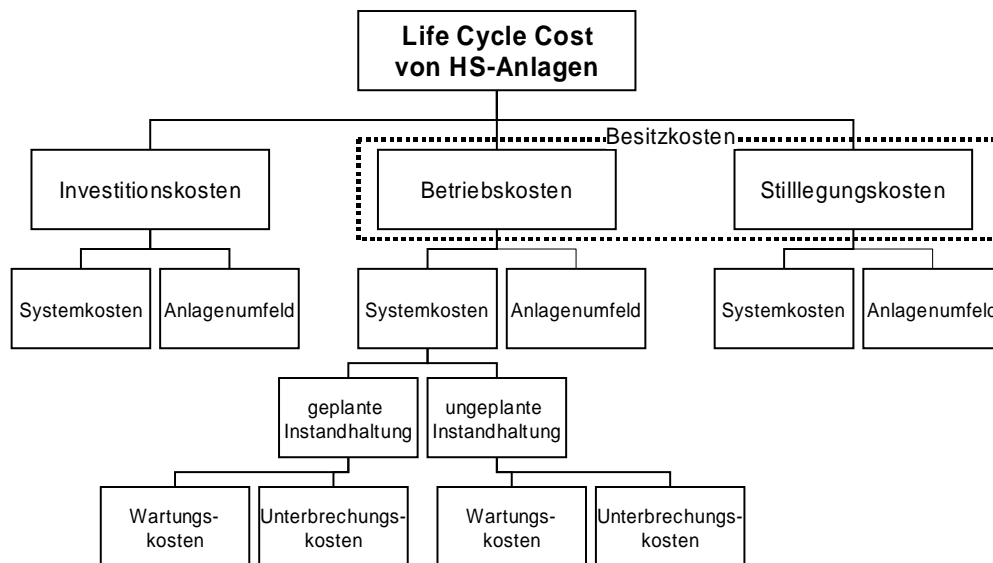 Life Cycle Cost
von HS-Anlagen
Besitzkosten
Investitionskosten
Betriebskosten
Stilllegungskosten
Systemkosten
Anlagenumfeld
Systemkosten
Anlagenumfeld
Systemkosten
Anlagenumfeld
geplante
Instandhaltung
ungeplante
Instandhaltung
Wartungs-
kosten
Unterbrechungs-
kosten
Wartungs-
kosten
Unterbrechungs-
kosten